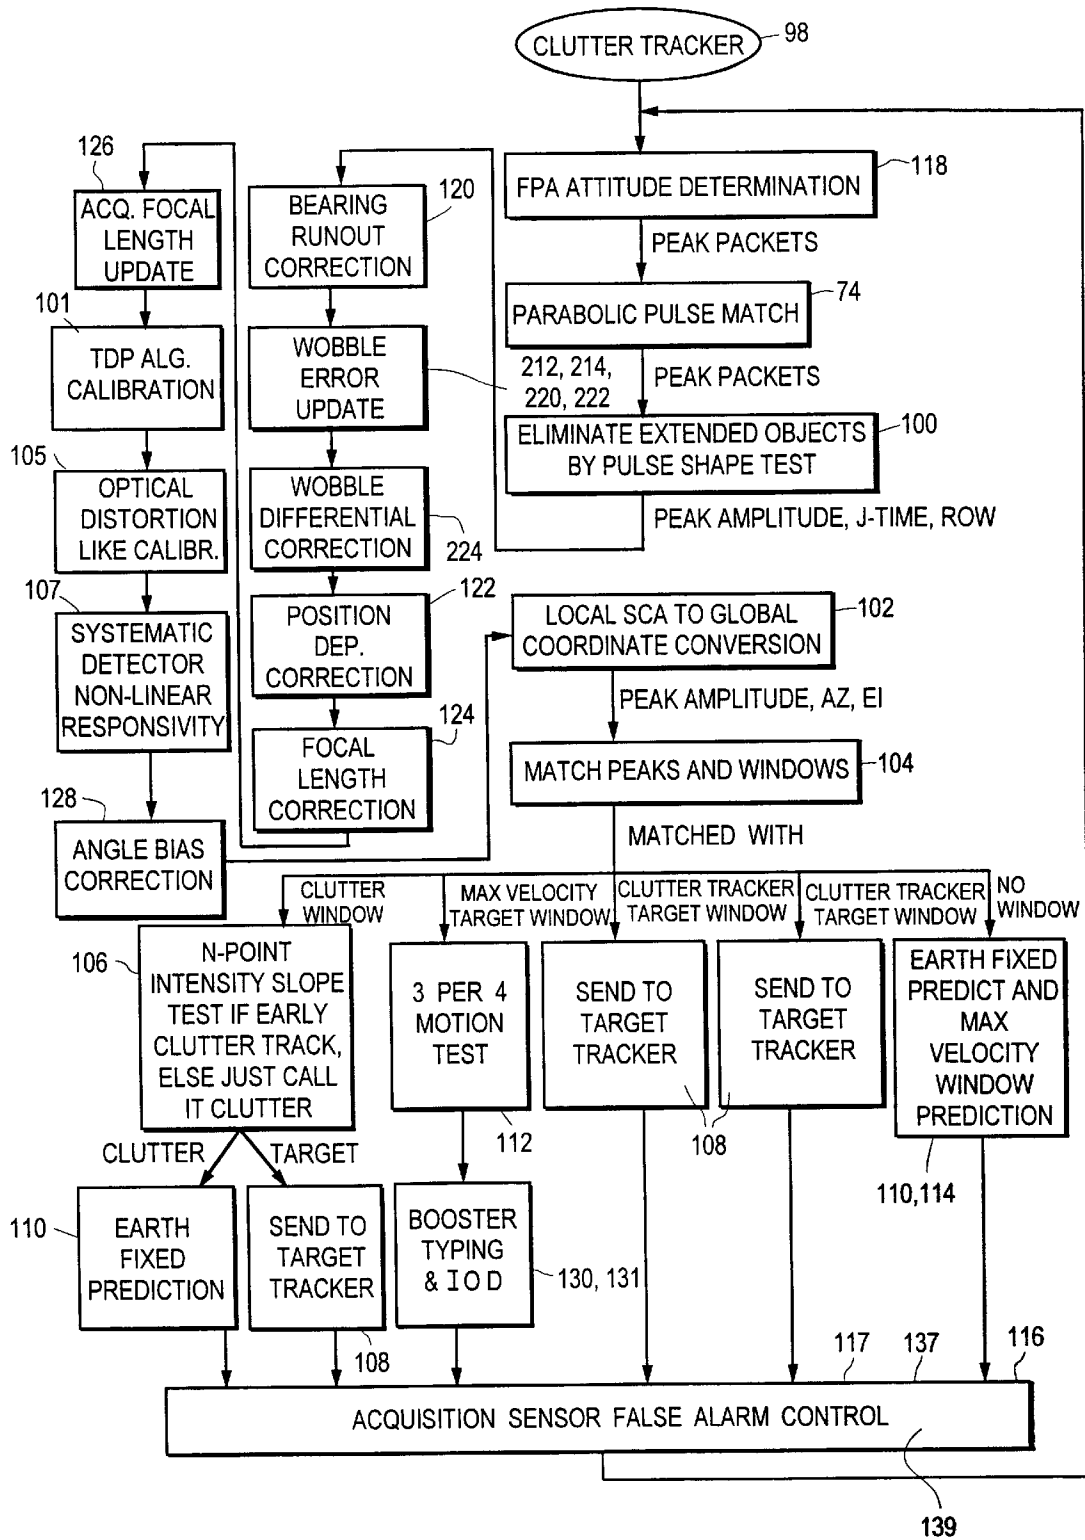 CLUTTER TRACKER
98
FPA ATTITUDE DETERMINATION
118
PEAK PACKETS
PARABOLIC PULSE MATCH
74
PEAK PACKETS
ELIMINATE EXTENDED OBJECTS
BY PULSE SHAPE TEST
100
PEAK AMPLITUDE, J-TIME, ROW
BEARING
RUNOUT
CORRECTION
120
WOBBLE
ERROR
UPDATE
212, 214,
220, 222
WOBBLE
DIFFERENTIAL
CORRECTION
224
POSITION
DEP.
CORRECTION
122
FOCAL
LENGTH
CORRECTION
124
126
ACQ. FOCAL
LENGTH
UPDATE
101
TDP ALG.
CALIBRATION
105
OPTICAL
DISTORTION
LIKE CALIBR.
107
SYSTEMATIC
DETECTOR
NON-LINEAR
RESPONSIVITY
128
ANGLE BIAS
CORRECTION
LOCAL SCA TO GLOBAL
COORDINATE CONVERSION
102
PEAK AMPLITUDE, AZ, EI
MATCH PEAKS AND WINDOWS
104
MATCHED WITH
CLUTTER
WINDOW
MAX VELOCITY
TARGET WINDOW
CLUTTER TRACKER
TARGET WINDOW
CLUTTER TRACKER
TARGET WINDOW
NO
WINDOW
106
N-POINT
INTENSITY SLOPE
TEST IF EARLY
CLUTTER TRACK,
ELSE JUST CALL
IT CLUTTER
3 PER 4
MOTION
TEST
112
SEND TO
TARGET
TRACKER
SEND TO
TARGET
TRACKER
108
EARTH FIXED
PREDICT AND
MAX
VELOCITY
WINDOW
PREDICTION
110,114
CLUTTER
TARGET
110
EARTH
FIXED
PREDICTION
SEND TO
TARGET
TRACKER
108
BOOSTER
TYPING
& IOD
130, 131
117
137
116
ACQUISITION SENSOR FALSE ALARM CONTROL
139